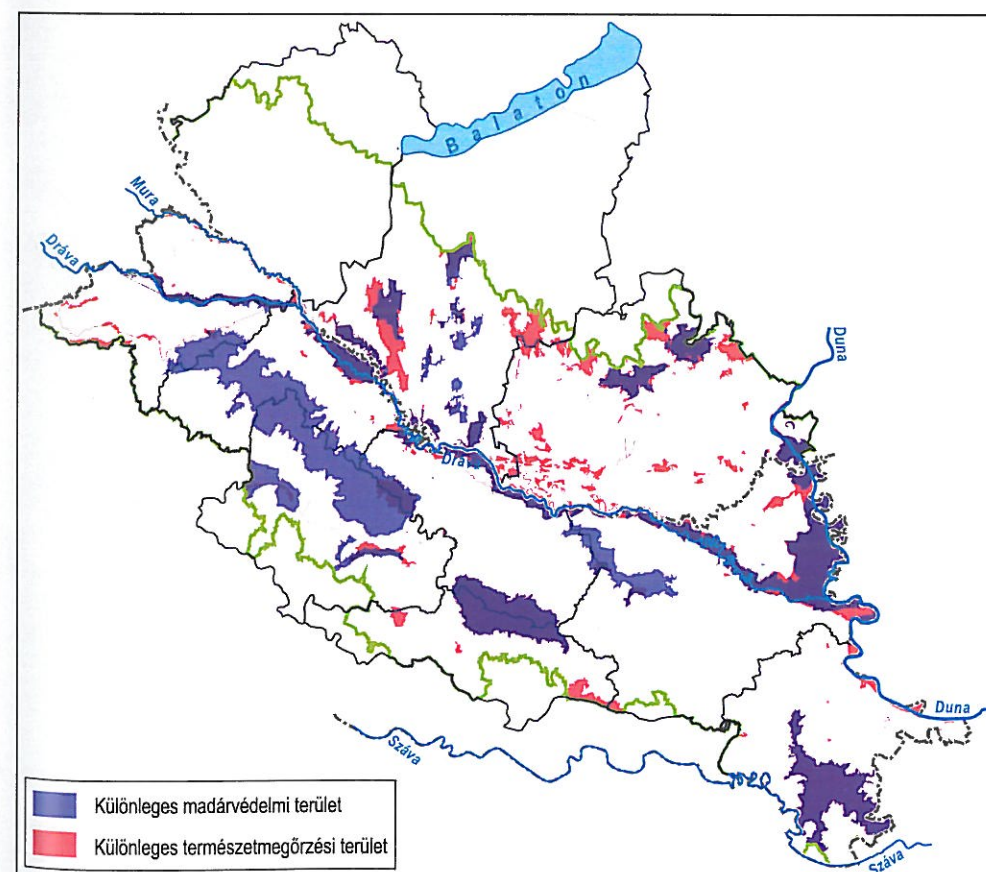 Balaton
Mura
Dráva
Duna
Dráva
Duna
Száva
Száva
Különleges madárvédelmi terület
Különleges természetmegőrzési terület